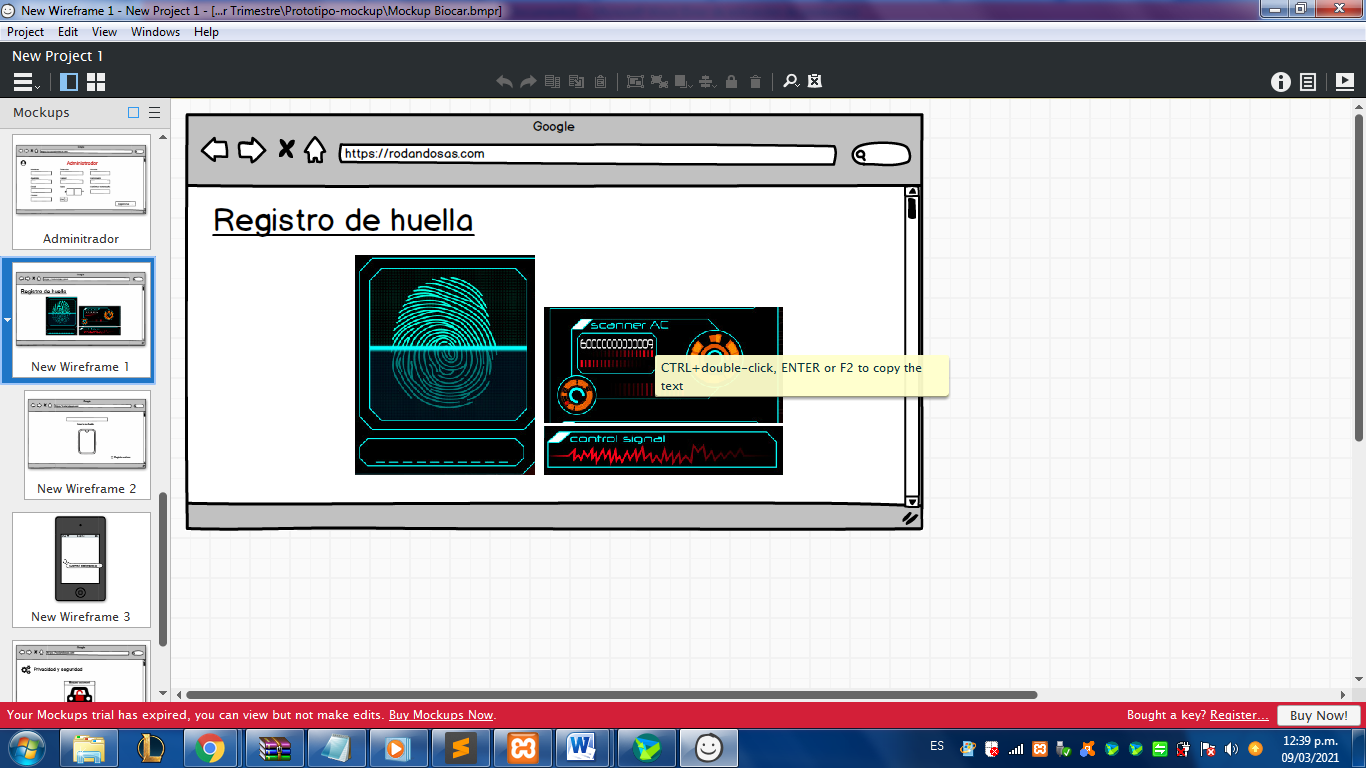 New Wireframe 1 - New Project 1 - [...r Trimestre\Prototipo-mockup\Mockup Biocar.bmpr]
Project Edit View Windows Help
New Project 1
Mockups
Administrador
Adminitrador
Registro de huella
New Wireframe 1
New Wireframe 2
New Wireframe 3
Privacidad y seguridad
Google
https://rodandosas.com
Registro de huella
scanner AC
60000000000009
CTRL+double-click, ENTER or F2 to copy the
text
control signal
Your Mockups trial has expired, you can view but not make edits. Buy Mockups Now.
Bought a key? Register... Buy Now!
ES
12:39 p.m.
09/03/2021